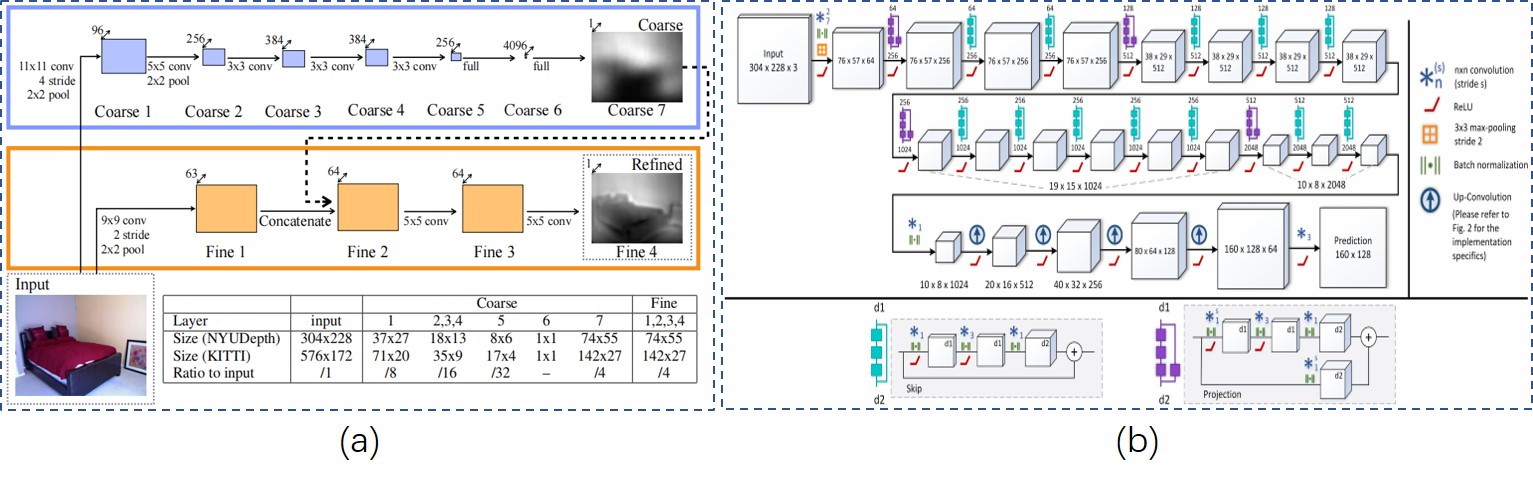 96
256
384
384
256
4096
1
Coarse
11x11 conv
4 stride
2x2 pool
5x5 conv
2x2 pool
3x3 conv
3x3 conv
3x3 conv
full
full
Coarse 1
Coarse 2
Coarse 3
Coarse 4
Coarse 5
Coarse 6
Coarse 7
63
64
64
1
Refined
9x9 conv
2 stride
2x2 pool
Concatenate
5x5 conv
5x5 conv
Fine 1
Fine 2
Fine 3
Fine 4
Input
Coarse Fine
Layer input 1 2,3,4 5 6 7 1,2,3,4
Size (NYUDepth) 304x228 37x27 18x13 8x6 1x1 74x55 74x55
Size (KITTI) 576x172 71x20 35x9 17x4 1x1 142x27 142x27
Ratio to input /1 /8 /16 /32 – /4 /4
(a)
64 64 64 128 128 128 128
2
7
Input
304 x 228 x 3
76 x 57 x 64
256
76 x 57 x 256
256
76 x 57 x 256
256
76 x 57 x 256
512
38 x 29 x
512
512
38 x 29 x
512
512
38 x 29 x
512
512
38 x 29 x
512
256 256 256 256 256 256 512 512 512
1024 1024 1024 1024 1024 1024 2048 2048 2048
19 x 15 x 1024
10 x 8 x 2048
1
10 x 8 x 1024
20 x 16 x 512
40 x 32 x 256
80 x 64 x 128
160 x 128 x 64
3
Prediction
160 x 128
(s)
n
nxn convolution
(stride s)
ReLU
3x3 max-pooling
stride 2
Batch normalization
Up-Convolution
(Please refer to
Fig. 2 for the
implementation
specifics)
d1
d2
1
d1
3
d1
1
d2
+
Skip
d1
d2
s
1
d1
3
d1
1
d2
+
s
1
d2
Projection
(b)